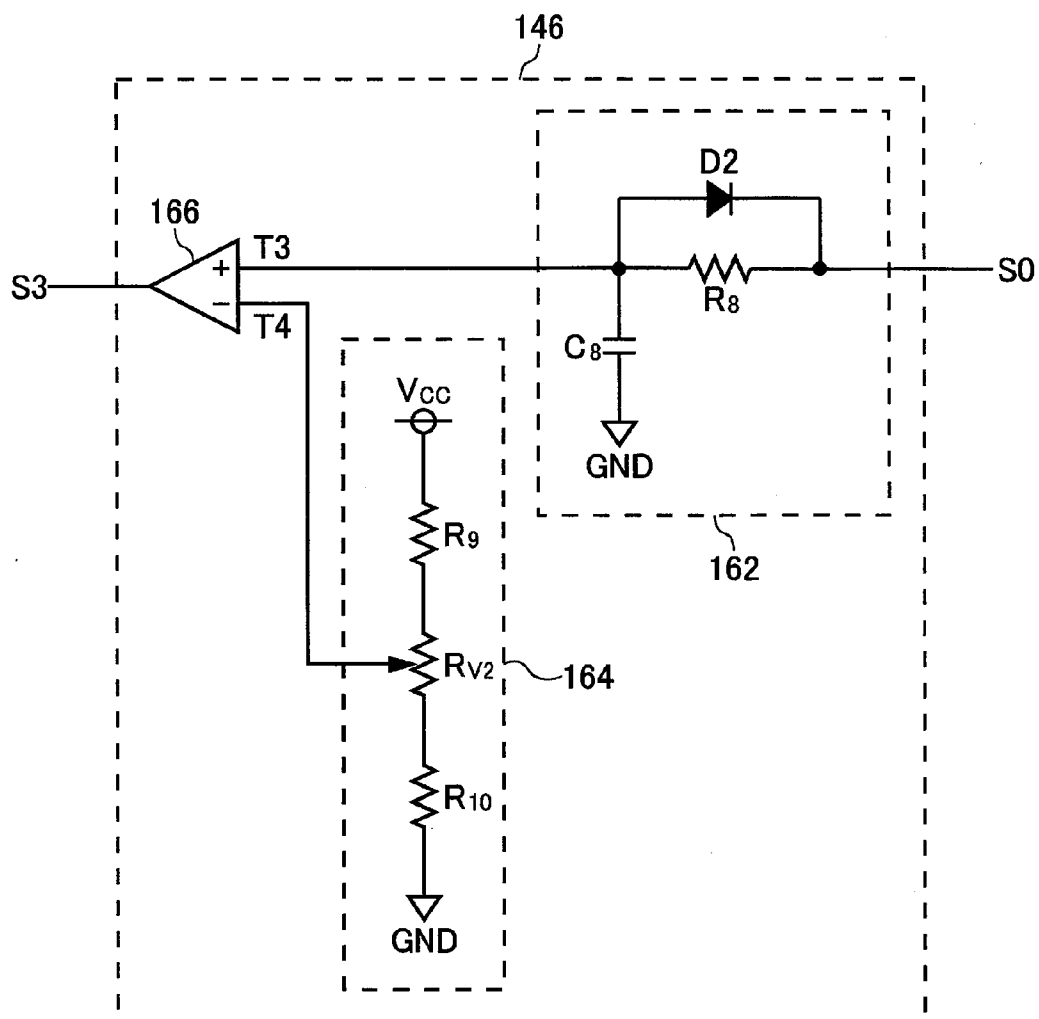 146
D2
166
T3
+
S3
−
T4
R8
S0
C8
VCC
GND
R9
162
RV2
164
R10
GND